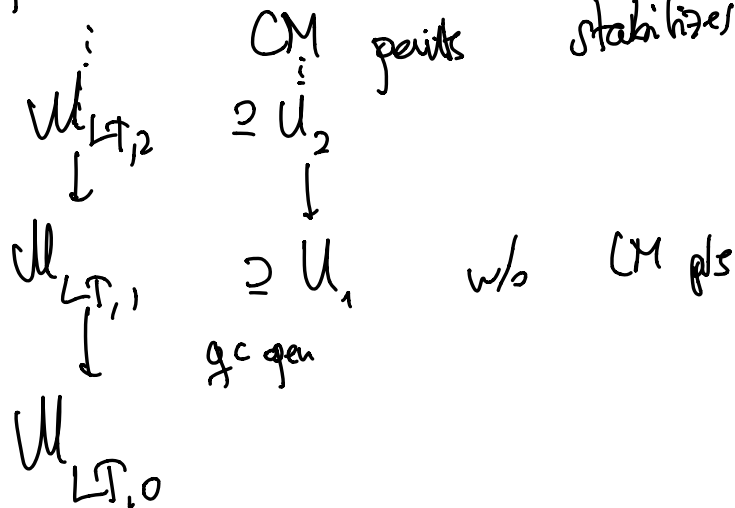 ⋮ CM points stabilizes
M_{LT,2} ⊇ U_2
↓ ↓
M_{LT,1} ⊇ U_1 w/o CM pts
↓ qc open
M_{LT,0}